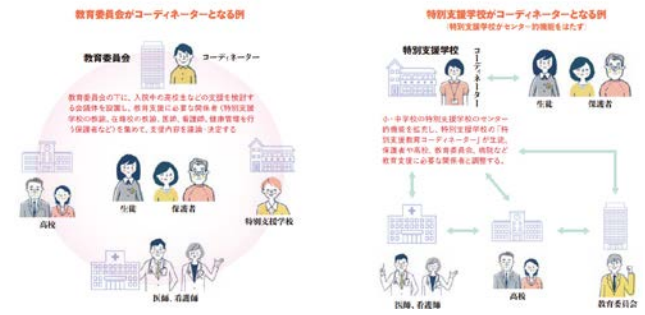 教育委員会がコーディネーターとなる例
教育委員会
コーディネーター
教育委員会の下に、入院中の高校生などの支援を検討す
る会議体を設置し、教育支援に必要な関係者(特別支援
学校の教諭、在籍校の教諭、医師、看護師、健康管理を行
う保護者など)を集めて、支援内容を議論・決定する
高校
生徒
保護者
特別支援学校
医師、看護師
特別支援学校がコーディネーターとなる例
(特別支援学校がセンター的機能をはたす)
特別支援学校
コーディネーター
生徒
保護者
小・中学校の特別支援学校のセンター
的機能を拡充し、特別支援学校の「特
別支援教育コーディネーター」が生徒、
保護者や高校、教育委員会、病院など
教育支援に必要な関係者と調整する。
医師、看護師
高校
教育委員会